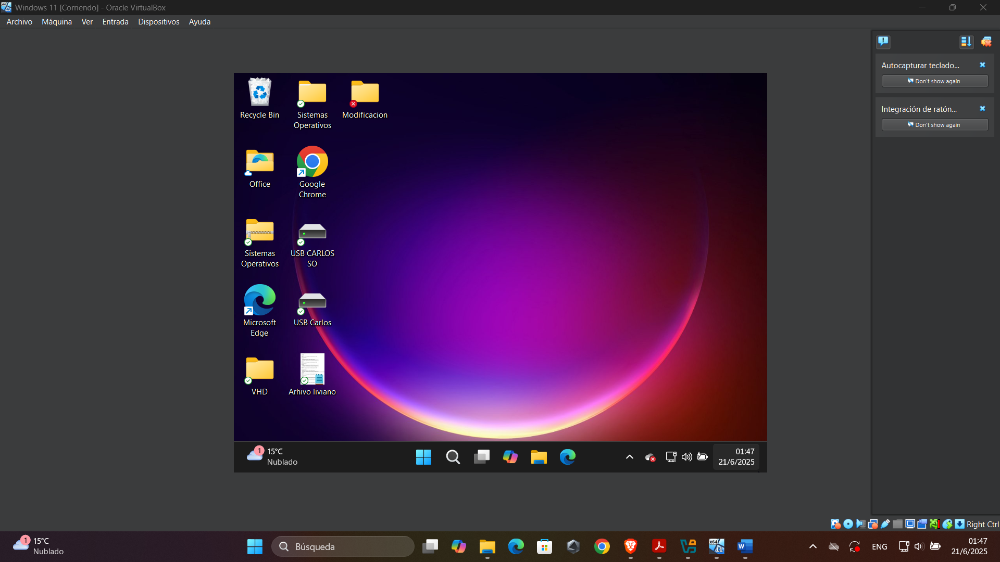 Windows 11 [Corriendo] - Oracle VirtualBox
Archivo Máquina Ver Entrada Dispositivos Ayuda
Autocapturar teclado...
Don't show again
Integración de ratón...
Don't show again
Recycle Bin
Sistemas
Operativos
Modificacion
Office
Google
Chrome
Sistemas
Operativos
USB CARLOS
SO
Microsoft
Edge
USB Carlos
VHD
Arhivo liviano
1
15°C
Nublado
01:47
21/6/2025
Right Ctrl
1
15°C
Nublado
Búsqueda
ENG
01:47
21/6/2025